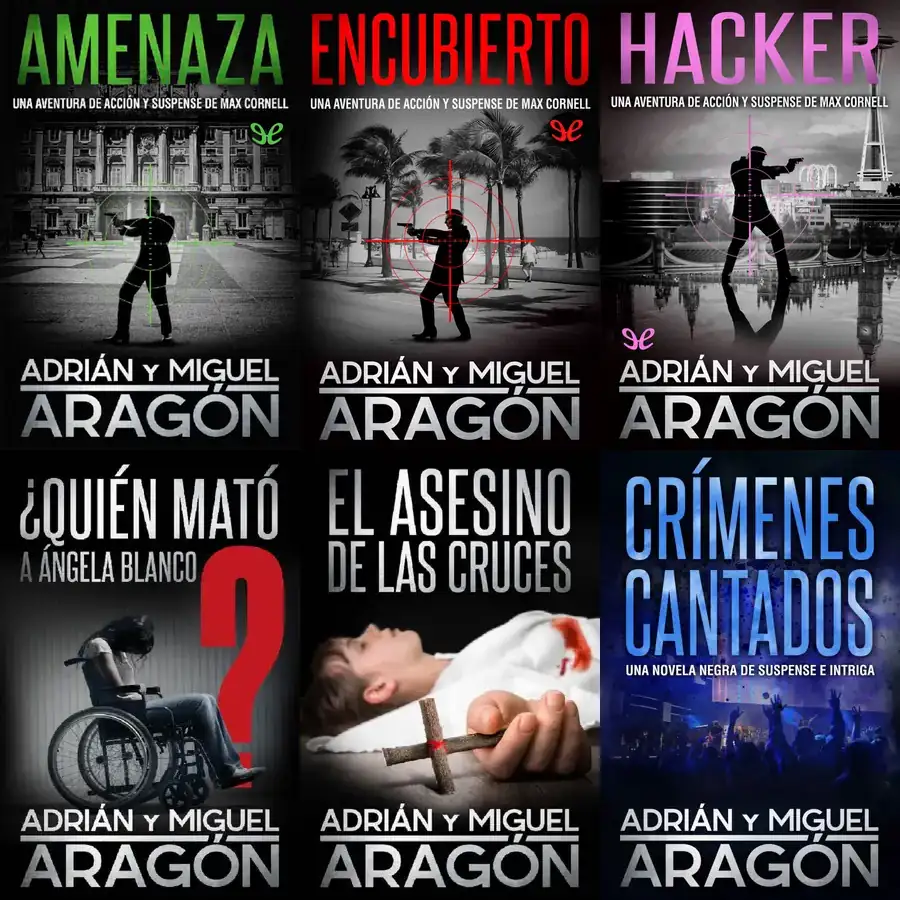 AMENAZA
UNA AVENTURA DE ACCIÓN Y SUSPENSE DE MAX CORNELL
ADRIÁN Y MIGUEL
ARAGÓN
ENCUBIERTO
UNA AVENTURA DE ACCIÓN Y SUSPENSE DE MAX CORNELL
ADRIÁN Y MIGUEL
ARAGÓN
HACKER
UNA AVENTURA DE ACCIÓN Y SUSPENSE DE MAX CORNELL
ADRIÁN Y MIGUEL
ARAGÓN
¿QUIÉN MATÓ
A ÁNGELA BLANCO
?
ADRIÁN Y MIGUEL
ARAGÓN
EL ASESINO
DE LAS CRUCES
ADRIÁN Y MIGUEL
ARAGÓN
CRÍMENES
CANTADOS
UNA NOVELA NEGRA DE SUSPENSE E INTRIGA
ADRIÁN Y MIGUEL
ARAGÓN